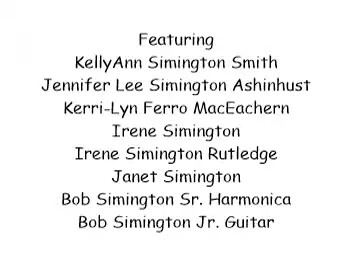 Featuring
KellyAnn Simington Smith
Jennifer Lee Simington Ashinhust
Kerri-Lyn Ferro MacEachern
Irene Simington
Irene Simington Rutledge
Janet Simington
Bob Simington Sr. Harmonica
Bob Simington Jr. Guitar